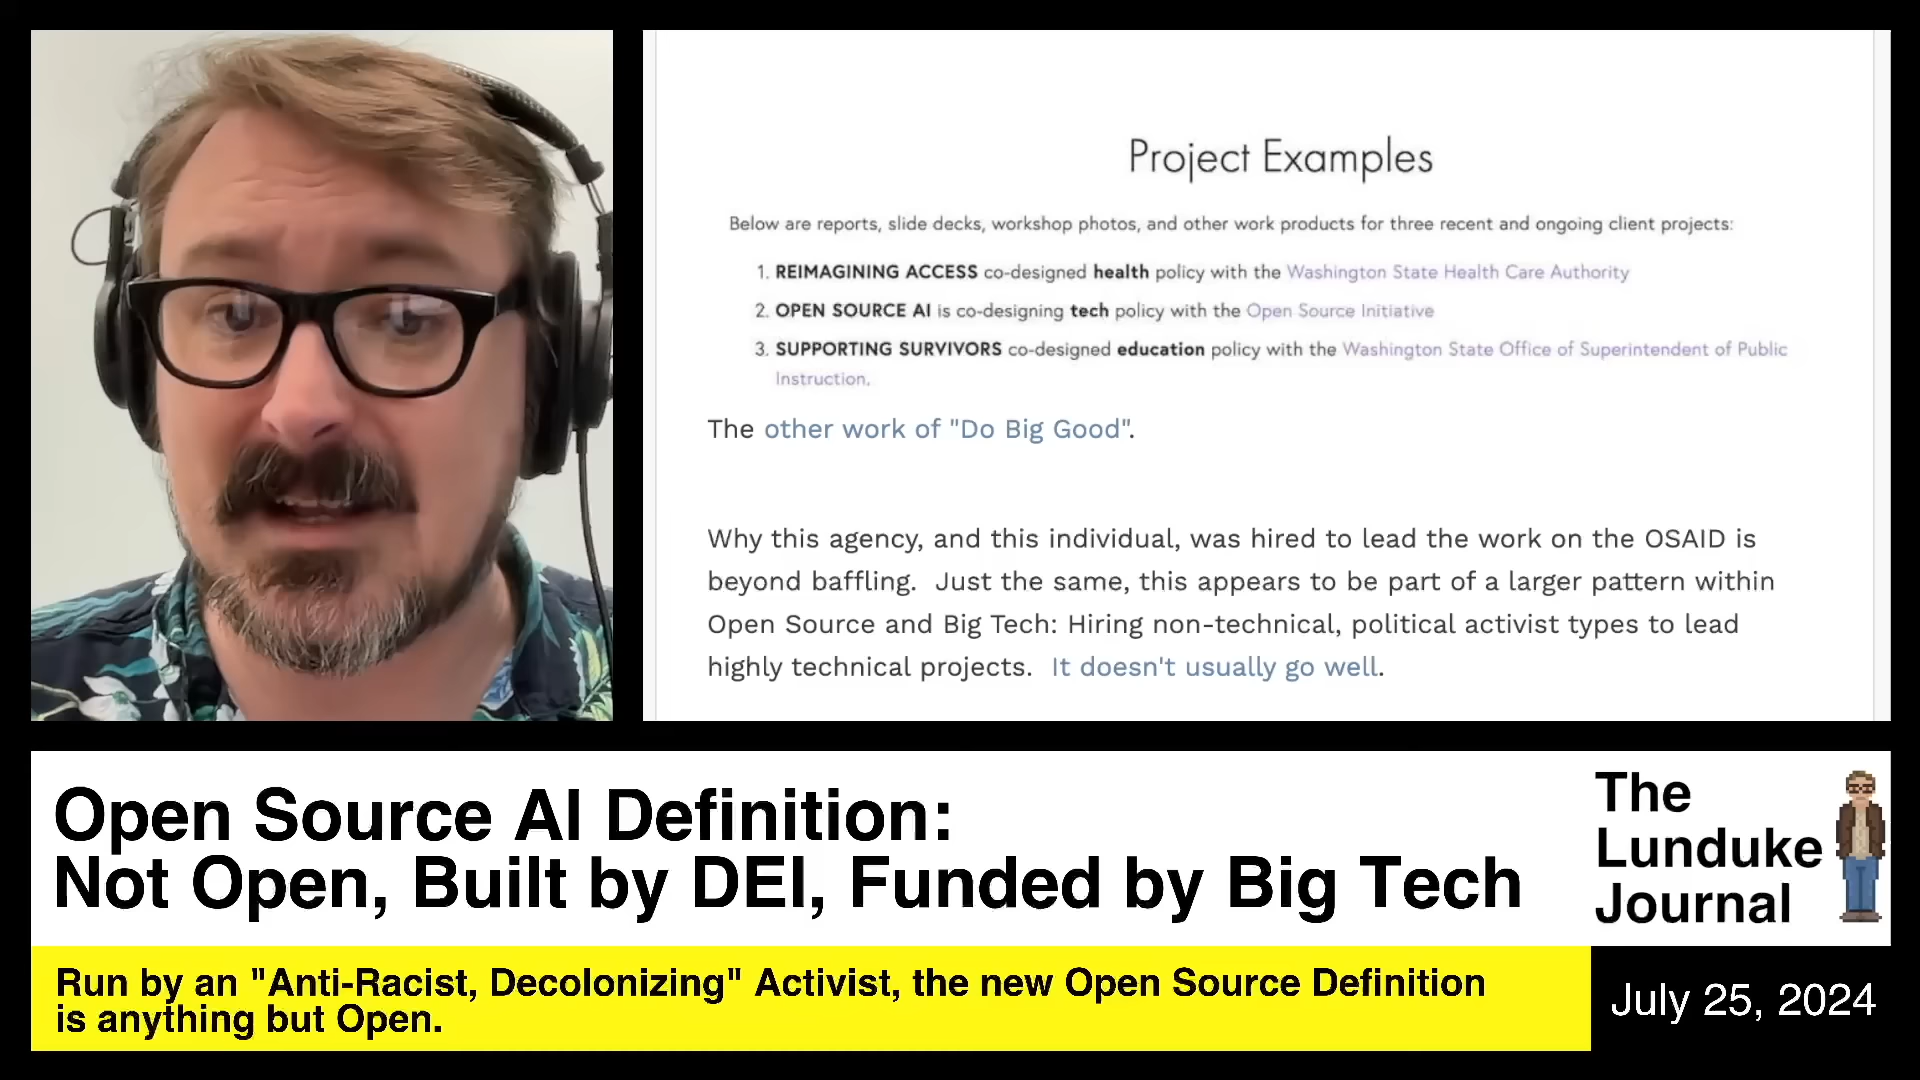 Project Examples
Below are reports, slide decks, workshop photos, and other work products for three recent and ongoing client projects:
1. REIMAGINING ACCESS co-designed health policy with the Washington State Health Care Authority
2. OPEN SOURCE AI is co-designing tech policy with the Open Source Initiative
3. SUPPORTING SURVIVORS co-designed education policy with the Washington State Office of Superintendent of Public
Instruction.
The other work of "Do Big Good".
Why this agency, and this individual, was hired to lead the work on the OSAID is
beyond baffling. Just the same, this appears to be part of a larger pattern within
Open Source and Big Tech: Hiring non-technical, political activist types to lead
highly technical projects. It doesn't usually go well.
Open Source AI Definition:
Not Open, Built by DEI, Funded by Big Tech
The
Lunduke
Journal
Run by an "Anti-Racist, Decolonizing" Activist, the new Open Source Definition
is anything but Open.
July 25, 2024